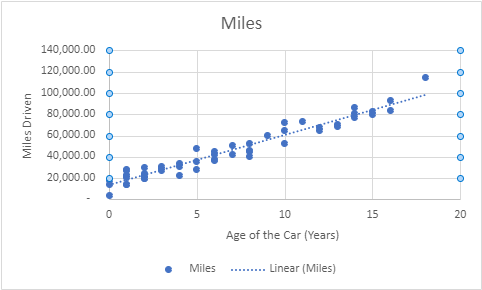 Miles
140,000.00
120,000.00
100,000.00
80,000.00
60,000.00
40,000.00
20,000.00
-
Miles Driven
0 5 10 15 20
Age of the Car (Years)
Miles Linear (Miles)